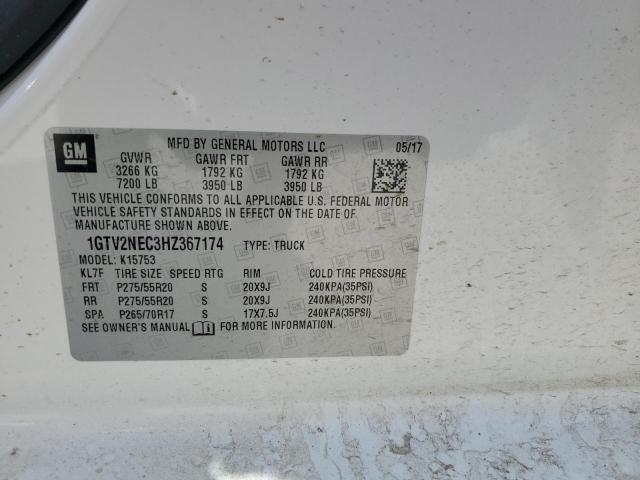 GM
MFD BY GENERAL MOTORS LLC 05/17
GVWR GAWR FRT GAWR RR
3266 KG 1792 KG 1792 KG
7200 LB 3950 LB 3950 LB
THIS VEHICLE CONFORMS TO ALL APPLICABLE U.S. FEDERAL MOTOR
VEHICLE SAFETY STANDARDS IN EFFECT ON THE DATE OF
MANUFACTURE SHOWN ABOVE.
1GTV2NEC3HZ367174 TYPE: TRUCK
MODEL: K15753
KL7F TIRE SIZE SPEED RTG RIM COLD TIRE PRESSURE
FRT P275/55R20 S 20X9J 240KPA(35PSI)
RR P275/55R20 S 20X9J 240KPA(35PSI)
SPA P265/70R17 S 17X7.5J 240KPA(35PSI)
SEE OWNER'S MANUAL FOR MORE INFORMATION.